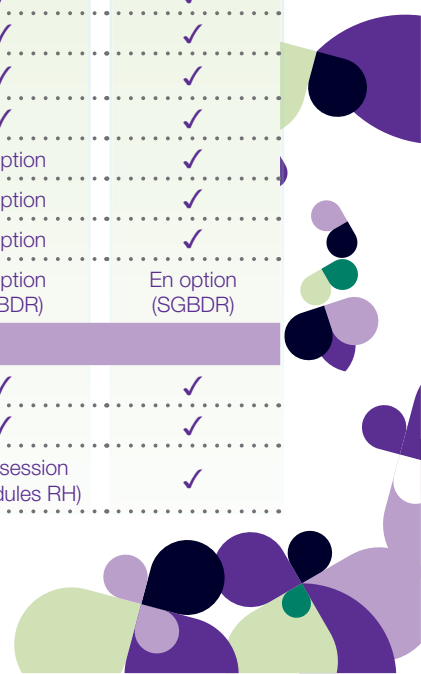 ✓ ✓
✓ ✓
✓ ✓
ption ✓
ption ✓
ption ✓
ption En option
BDR) (SGBDR)
✓ ✓
✓ ✓
session
dules RH) ✓